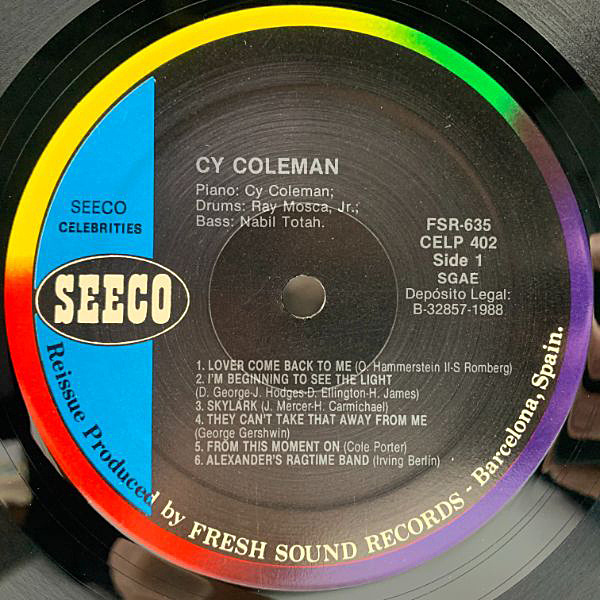 CY COLEMAN
Piano: Cy Coleman;
Drums: Ray Mosca, Jr.;
Bass: Nabil Totah.
SEECO
CELEBRITIES
SEECO
FSR-635
CELP 402
Side 1
SGAE
Depósito Legal:
B-32857-1988
1. LOVER COME BACK TO ME (O. Hammerstein II-S Romberg)
2. I'M BEGINNING TO SEE THE LIGHT
(D. George-J. Hodges-D. Ellington-H. James)
3. SKYLARK (J. Mercer-H. Carmichael)
4. THEY CAN'T TAKE THAT AWAY FROM ME
(George Gershwin)
5. FROM THIS MOMENT ON (Cole Porter)
6. ALEXANDER'S RAGTIME BAND (Irving Berlin)
Reissue Produced by FRESH SOUND RECORDS - Barcelona, Spain.